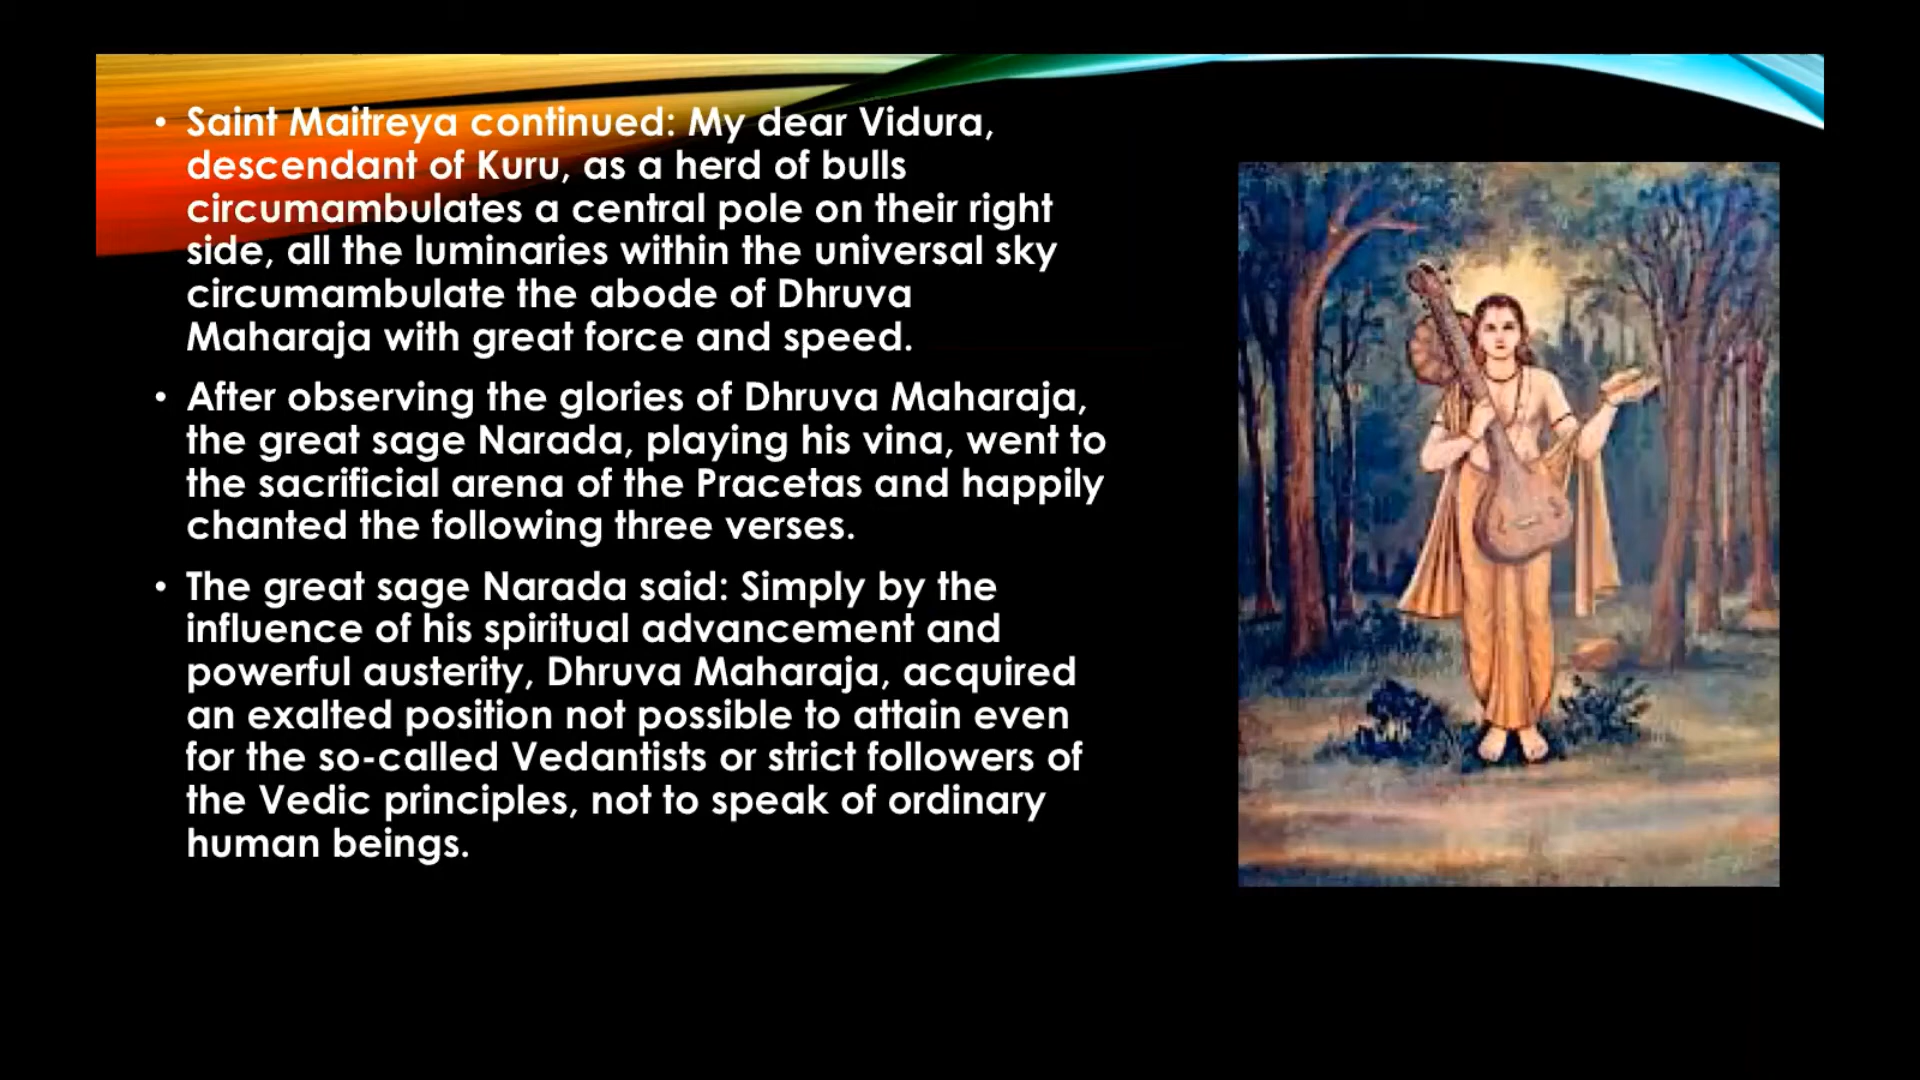 • Saint Maitreya continued: My dear Vidura,
descendant of Kuru, as a herd of bulls
circumambulates a central pole on their right
side, all the luminaries within the universal sky
circumambulate the abode of Dhruva
Maharaja with great force and speed.
• After observing the glories of Dhruva Maharaja,
the great sage Narada, playing his vina, went to
the sacrificial arena of the Pracetas and happily
chanted the following three verses.
• The great sage Narada said: Simply by the
influence of his spiritual advancement and
powerful austerity, Dhruva Maharaja, acquired
an exalted position not possible to attain even
for the so-called Vedantists or strict followers of
the Vedic principles, not to speak of ordinary
human beings.